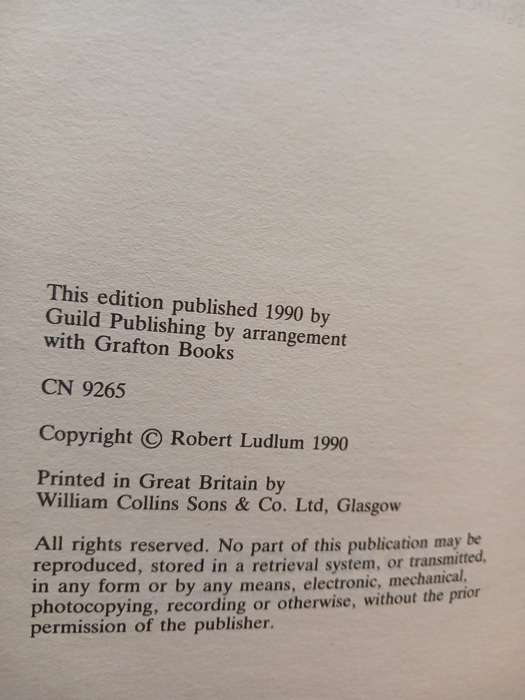 This edition published 1990 by
Guild Publishing by arrangement
with Grafton Books
CN 9265
Copyright © Robert Ludlum 1990
Printed in Great Britain by
William Collins Sons & Co. Ltd, Glasgow
All rights reserved. No part of this publication may be
reproduced, stored in a retrieval system, or transmitted,
in any form or by any means, electronic, mechanical,
photocopying, recording or otherwise, without the prior
permission of the publisher.